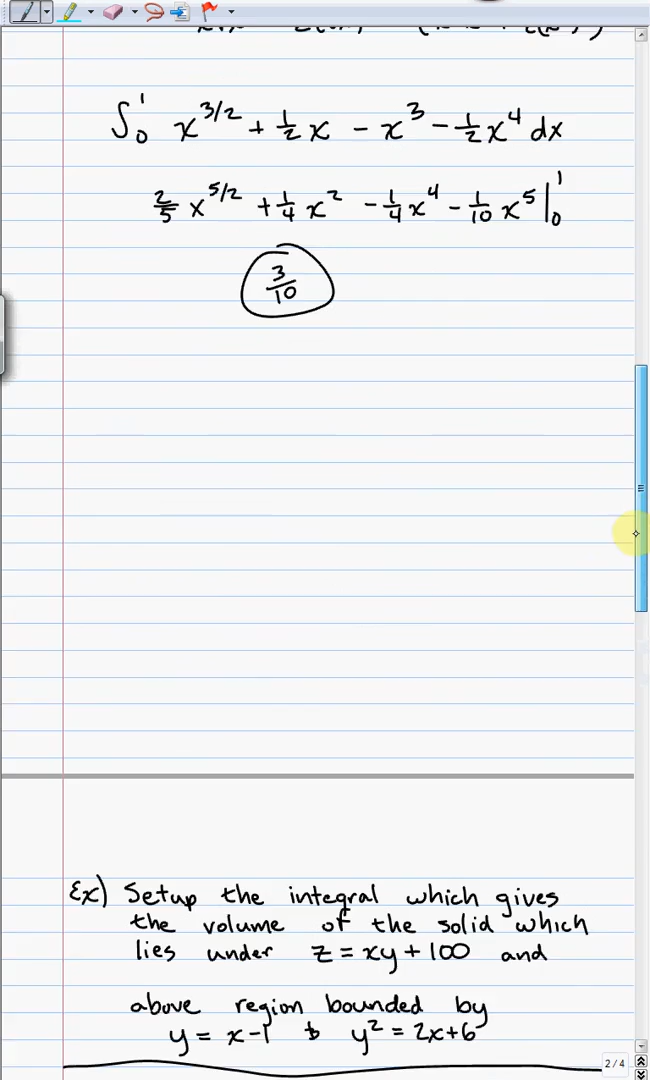 ∫₀¹ x^{3/2} + ½x − x³ − ½x⁴ dx
⅖ x^{5/2} + ¼x² − ¼x⁴ − 1/10 x⁵ |₀¹
3/10
Ex) Setup the integral which gives
the volume of the solid which
lies under z = xy + 100 and
above region bounded by
y = x-1 & y² = 2x+6
2 / 4